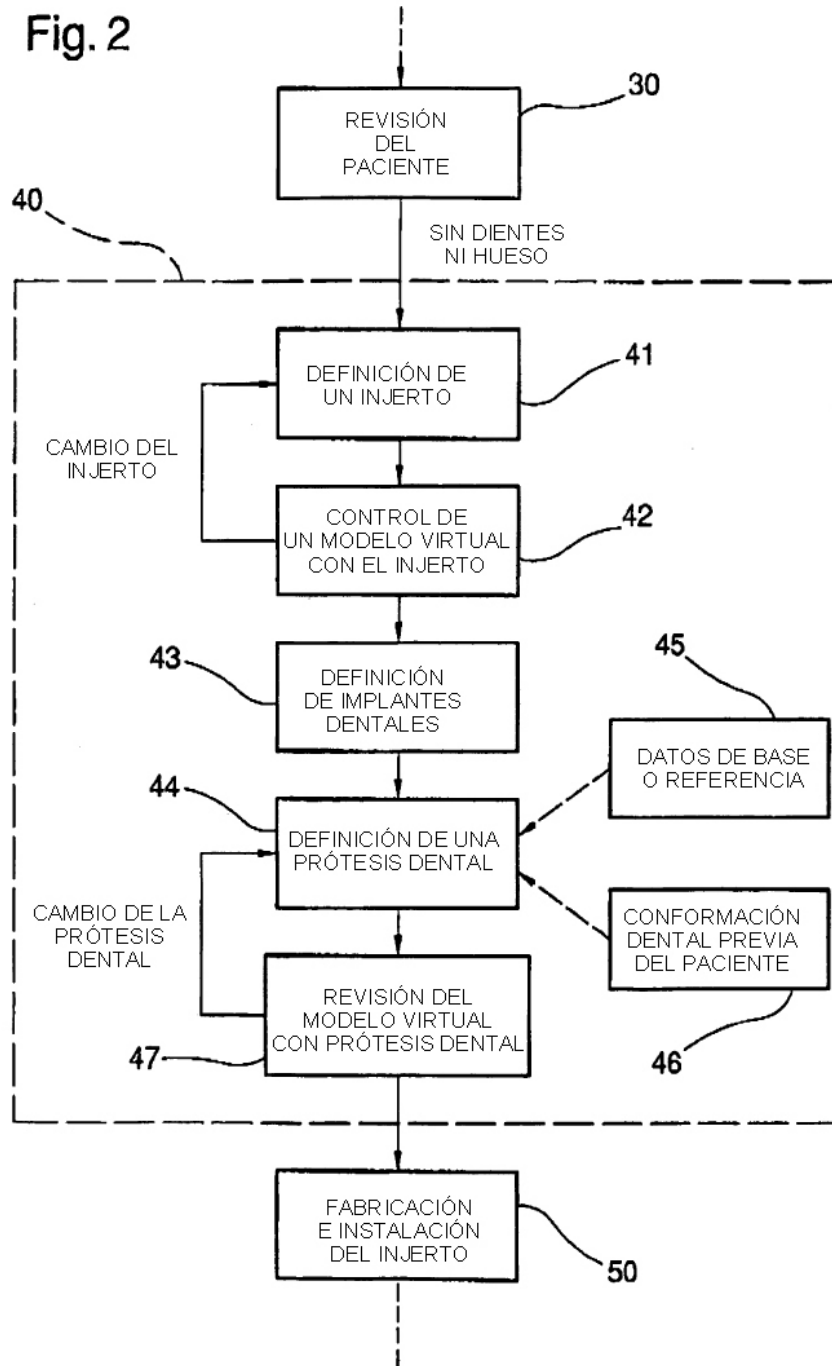 Fig. 2
30
REVISIÓN
DEL
PACIENTE
40
SIN DIENTES
NI HUESO
41
DEFINICIÓN DE
UN INJERTO
CAMBIO DEL
INJERTO
42
CONTROL DE
UN MODELO VIRTUAL
CON EL INJERTO
43
DEFINICIÓN
DE IMPLANTES
DENTALES
45
DATOS DE BASE
O REFERENCIA
44
DEFINICIÓN DE UNA
PRÓTESIS DENTAL
CAMBIO DE LA
PRÓTESIS
DENTAL
CONFORMACIÓN
DENTAL PREVIA
DEL PACIENTE
46
REVISIÓN DEL
MODELO VIRTUAL
CON PRÓTESIS DENTAL
47
FABRICACIÓN
E INSTALACIÓN
DEL INJERTO
50